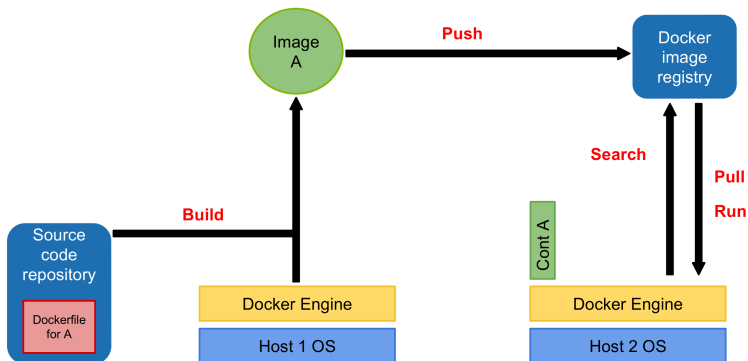 Image
A
Push
Docker
image
registry
Search
Pull
Run
Build
Cont A
Source
code
repository
Dockerfile
for A
Docker Engine
Host 1 OS
Docker Engine
Host 2 OS